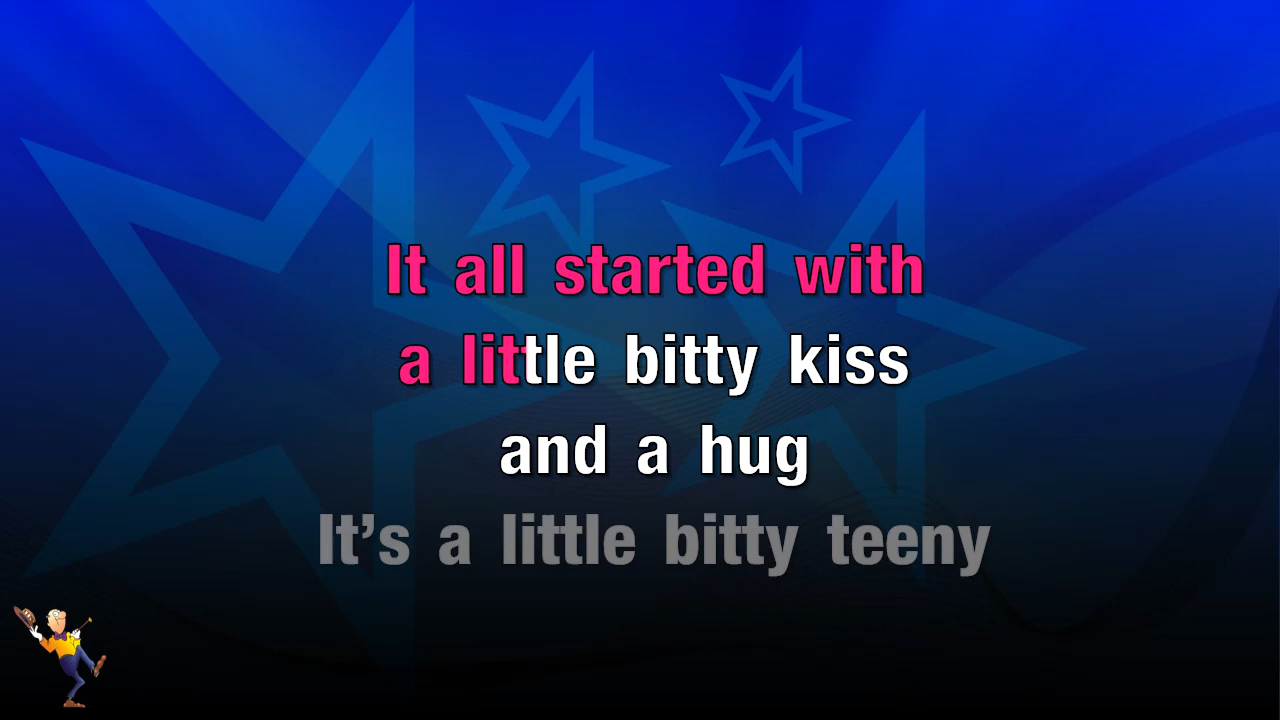 It all started with
a little bitty kiss
and a hug
It’s a little bitty teeny